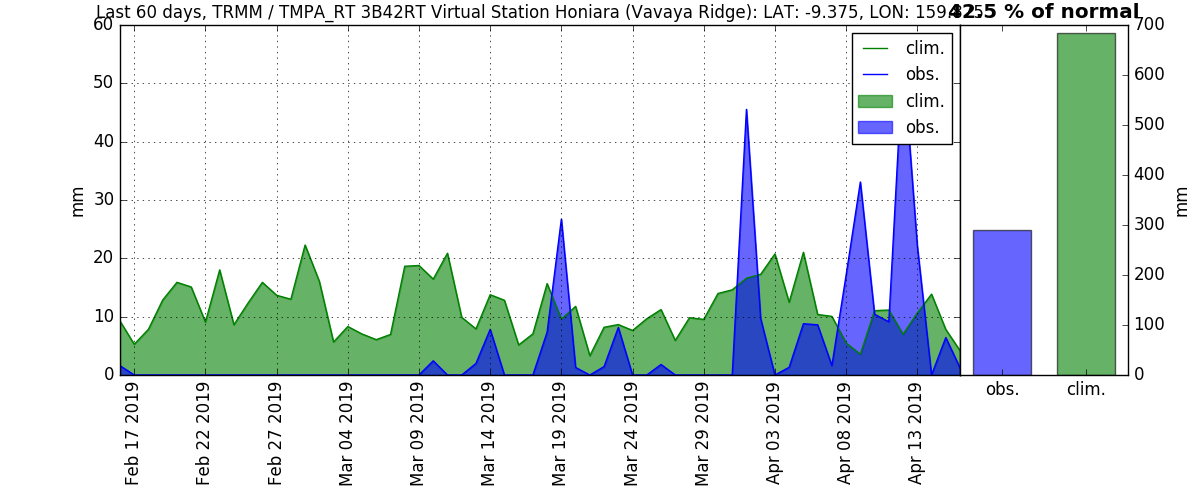 Last 60 days, TRMM / TMPA_RT 3B42RT Virtual Station Honiara (Vavaya Ridge): LAT: -9.375, LON:
42.5 % of normal
60
50
40
30
20
10
0
mm
clim.
obs.
clim.
obs.
700
600
500
400
300
200
100
0
mm
obs.
clim.
Feb 17 2019
Feb 22 2019
Feb 27 2019
Mar 04 2019
Mar 09 2019
Mar 14 2019
Mar 19 2019
Mar 24 2019
Mar 29 2019
Apr 03 2019
Apr 08 2019
Apr 13 2019